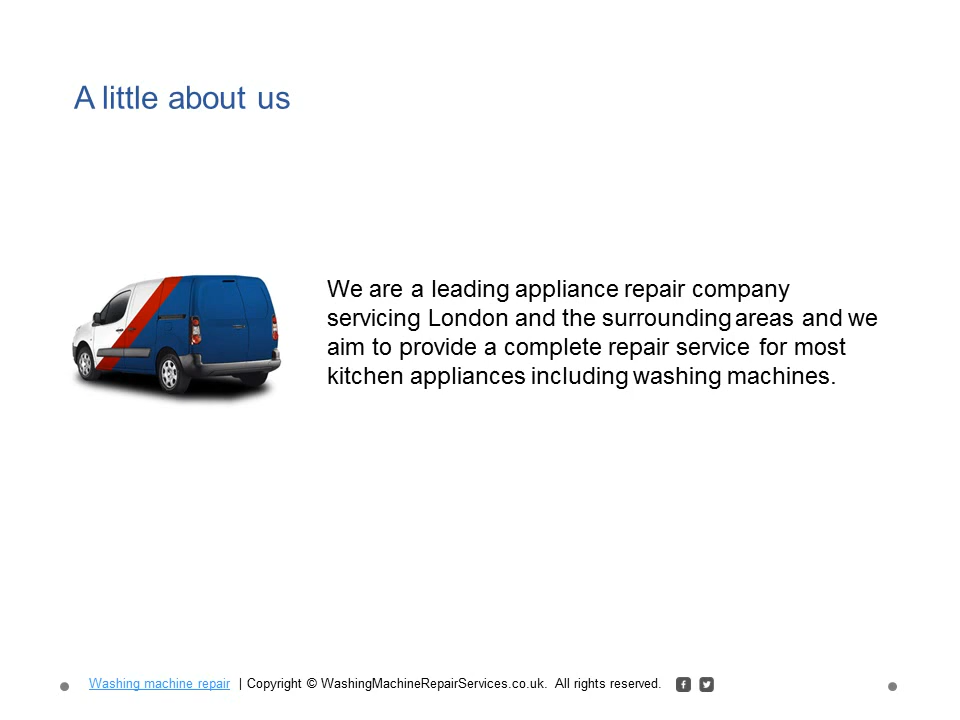 A little about us
We are a leading appliance repair company
servicing London and the surrounding areas and we
aim to provide a complete repair service for most
kitchen appliances including washing machines.
Washing machine repair | Copyright © WashingMachineRepairServices.co.uk. All rights reserved.